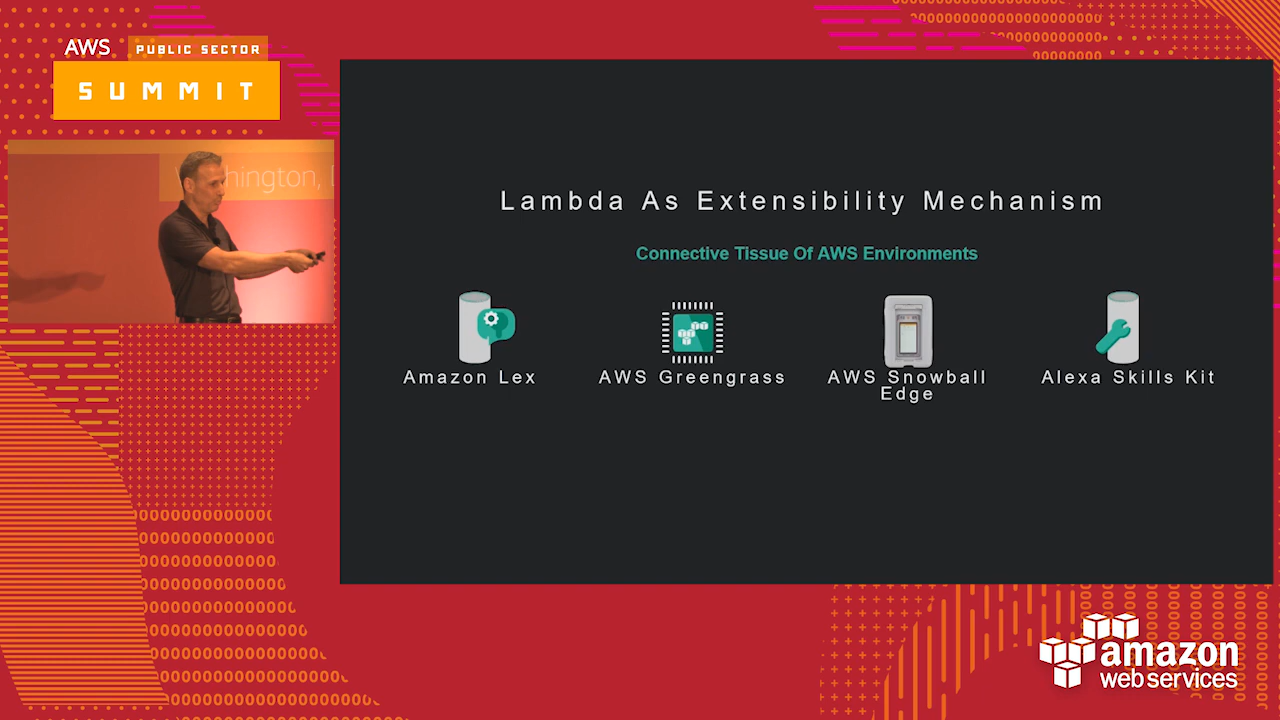 AWS PUBLIC SECTOR
SUMMIT
hington,
Lambda As Extensibility Mechanism
Connective Tissue Of AWS Environments
Amazon Lex
AWS Greengrass
AWS Snowball
Edge
Alexa Skills Kit
amazon
web services